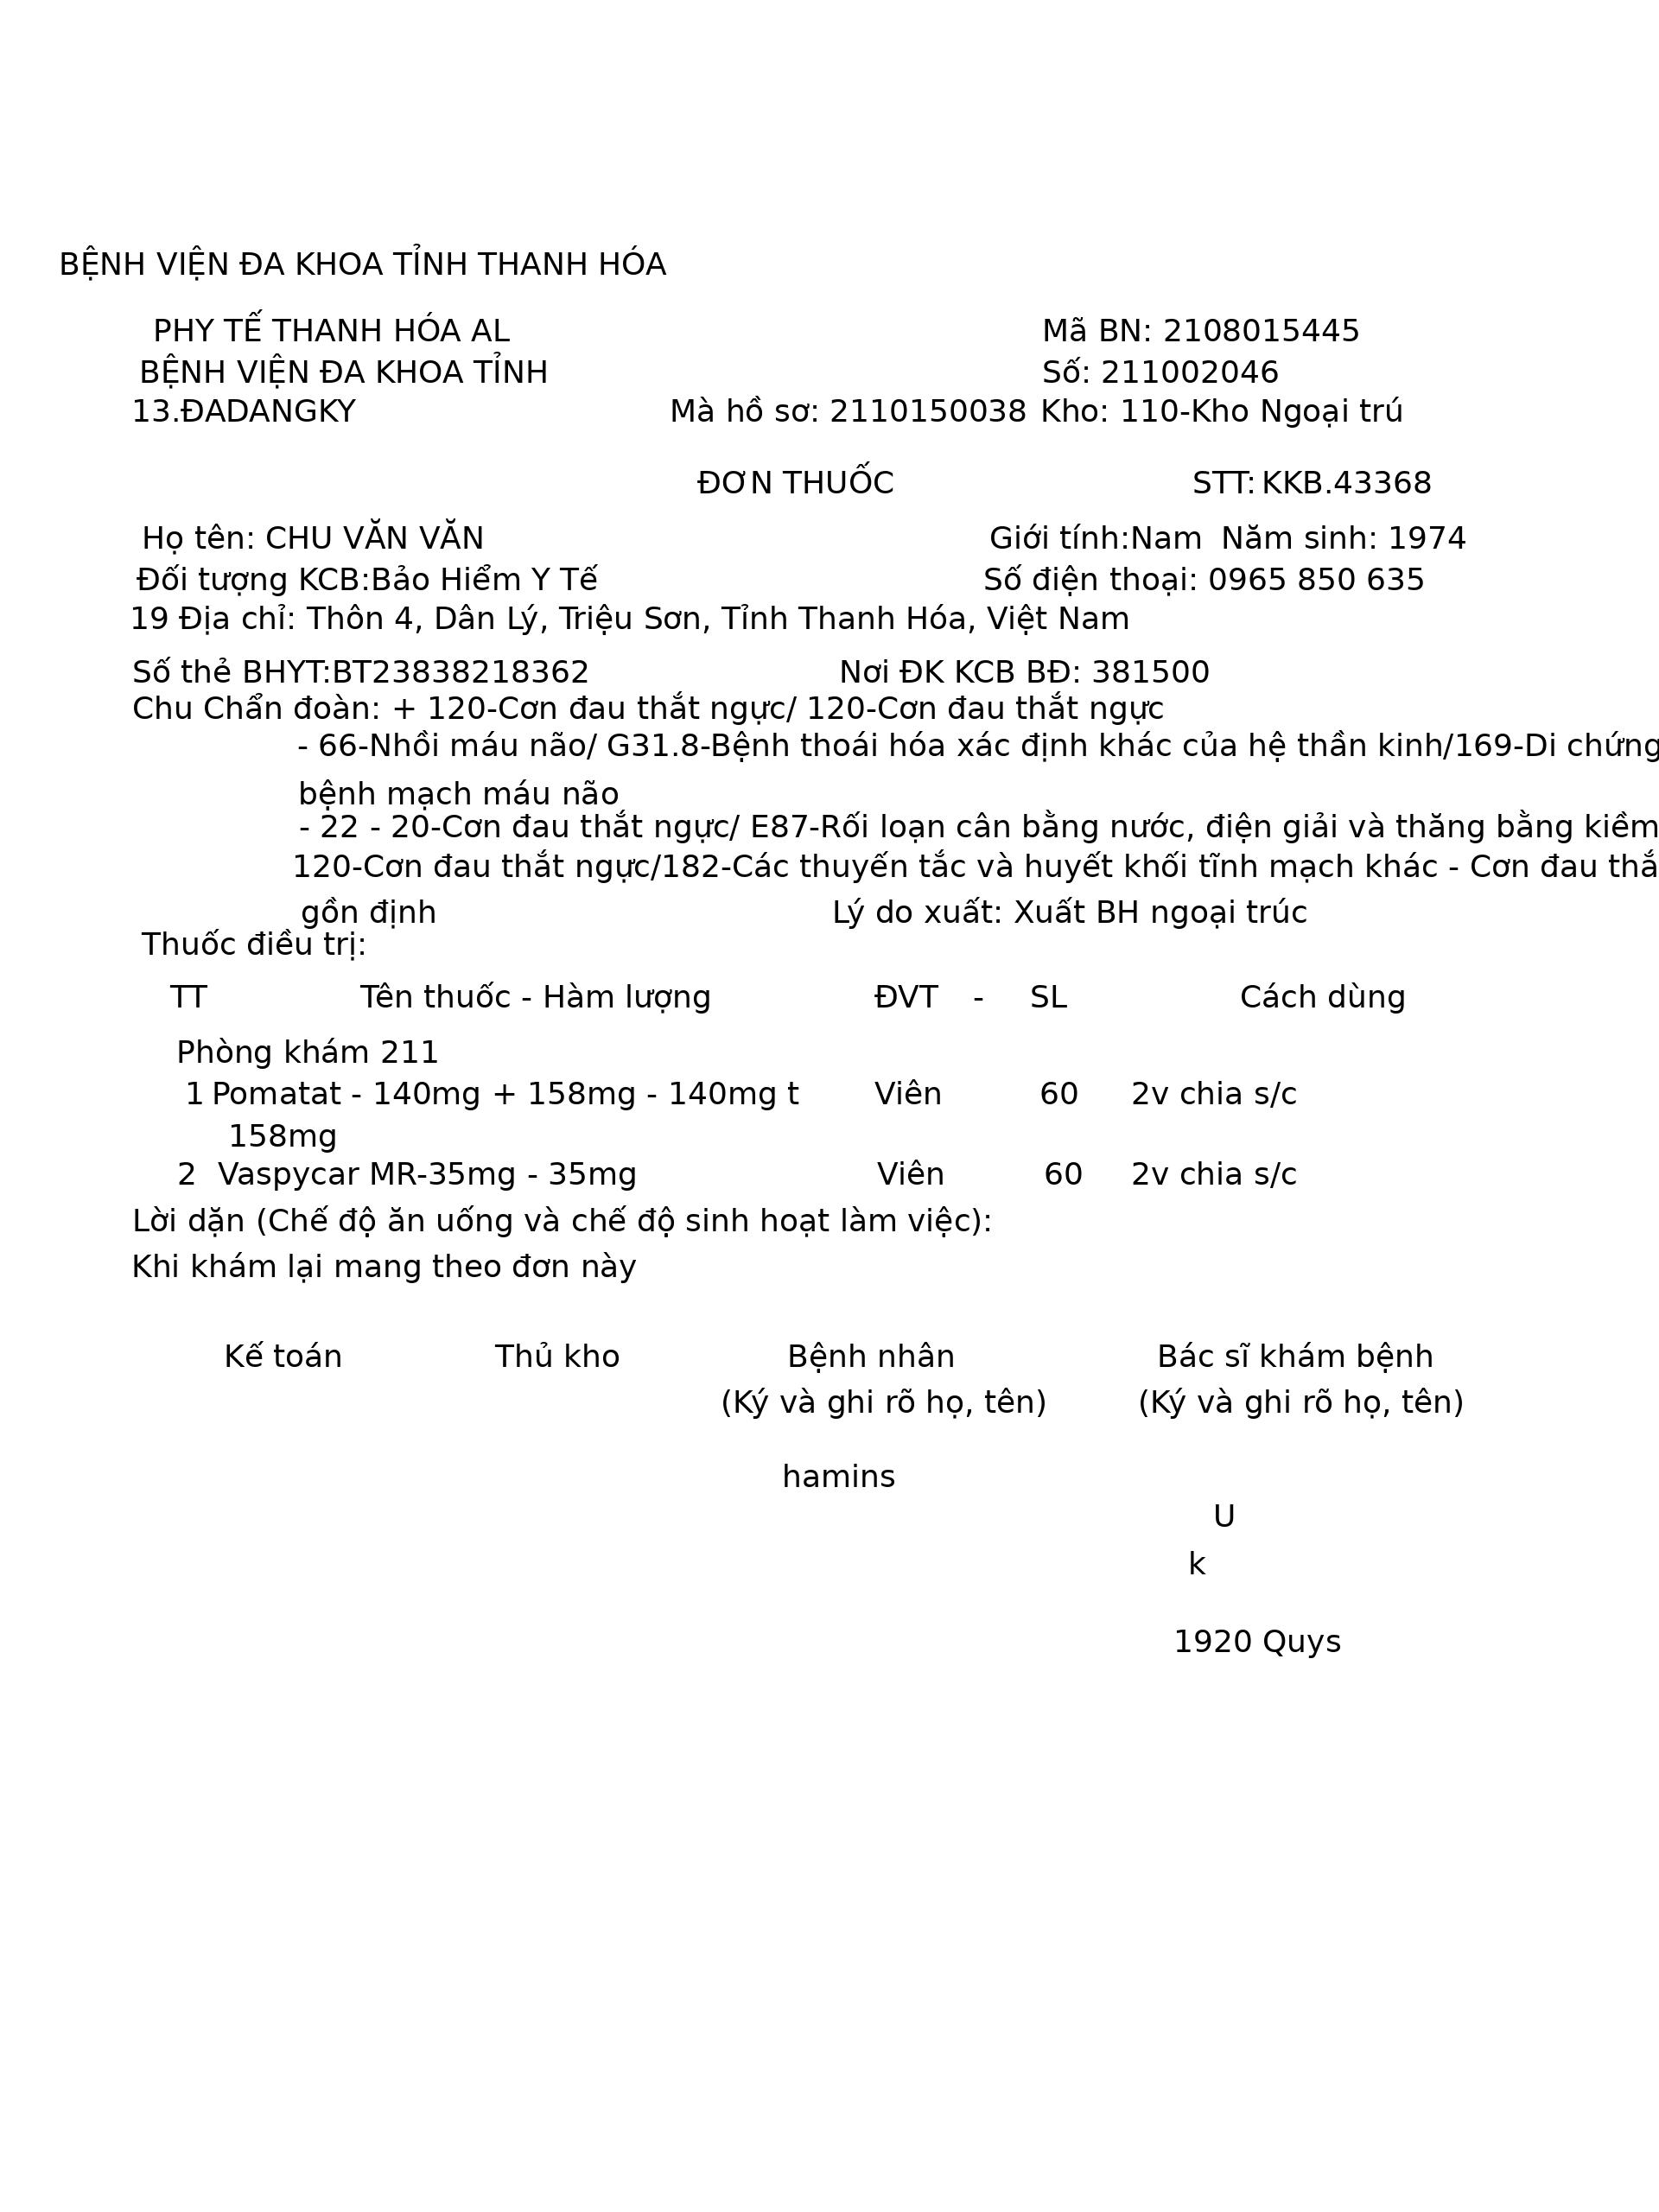 BỆNH VIỆN ĐA KHOA TỈNH THANH HÓA
PHY TẾ THANH HÓA AL Mã BN: 2108015445
BỆNH VIỆN ĐA KHOA TỈNH Số: 211002046
13.ĐADANGKY Mà hồ sơ: 2110150038 Kho: 110-Kho Ngoại trú
ĐƠN THUỐC STT: KKB.43368
Họ tên: CHU VĂN VĂN Giới tính:Nam Năm sinh: 1974
Đối tượng KCB:Bảo Hiểm Y Tế Số điện thoại: 0965 850 635
19 Địa chỉ: Thôn 4, Dân Lý, Triệu Sơn, Tỉnh Thanh Hóa, Việt Nam
Số thẻ BHYT:BT23838218362 Nơi ĐK KCB BĐ: 381500
Chu Chẩn đoàn: + 120-Cơn đau thắt ngực/ 120-Cơn đau thắt ngực
- 66-Nhồi máu não/ G31.8-Bệnh thoái hóa xác định khác của hệ thần kinh/169-Di chứng
bệnh mạch máu não
- 22 - 20-Cơn đau thắt ngực/ E87-Rối loạn cân bằng nước, điện giải và thăng bằng kiềm
120-Cơn đau thắt ngực/182-Các thuyến tắc và huyết khối tĩnh mạch khác - Cơn đau thắ
gồn định Lý do xuất: Xuất BH ngoại trúc
Thuốc điều trị:
TT Tên thuốc - Hàm lượng ĐVT - SL Cách dùng
Phòng khám 211
1 Pomatat - 140mg + 158mg - 140mg t Viên 60 2v chia s/c
158mg
2 Vaspycar MR-35mg - 35mg Viên 60 2v chia s/c
Lời dặn (Chế độ ăn uống và chế độ sinh hoạt làm việc):
Khi khám lại mang theo đơn này
Kế toán Thủ kho Bệnh nhân Bác sĩ khám bệnh
(Ký và ghi rõ họ, tên) (Ký và ghi rõ họ, tên)
hamins
U
k
1920 Quys